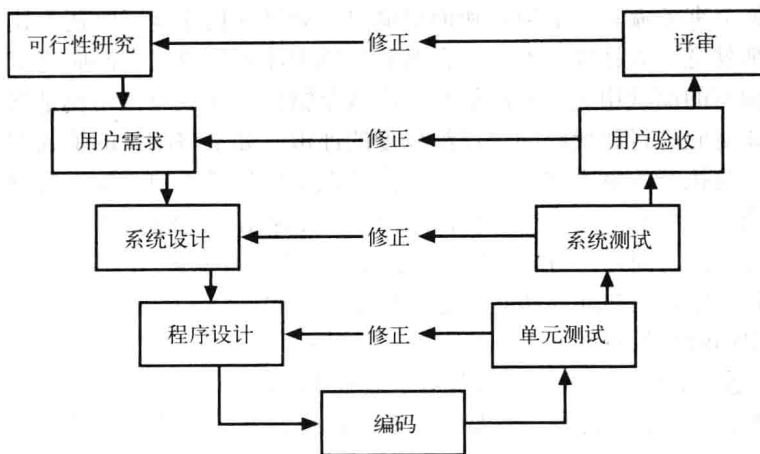 可行性研究 修正 评审
用户需求 修正 用户验收
系统设计 修正 系统测试
程序设计 修正 单元测试
编码